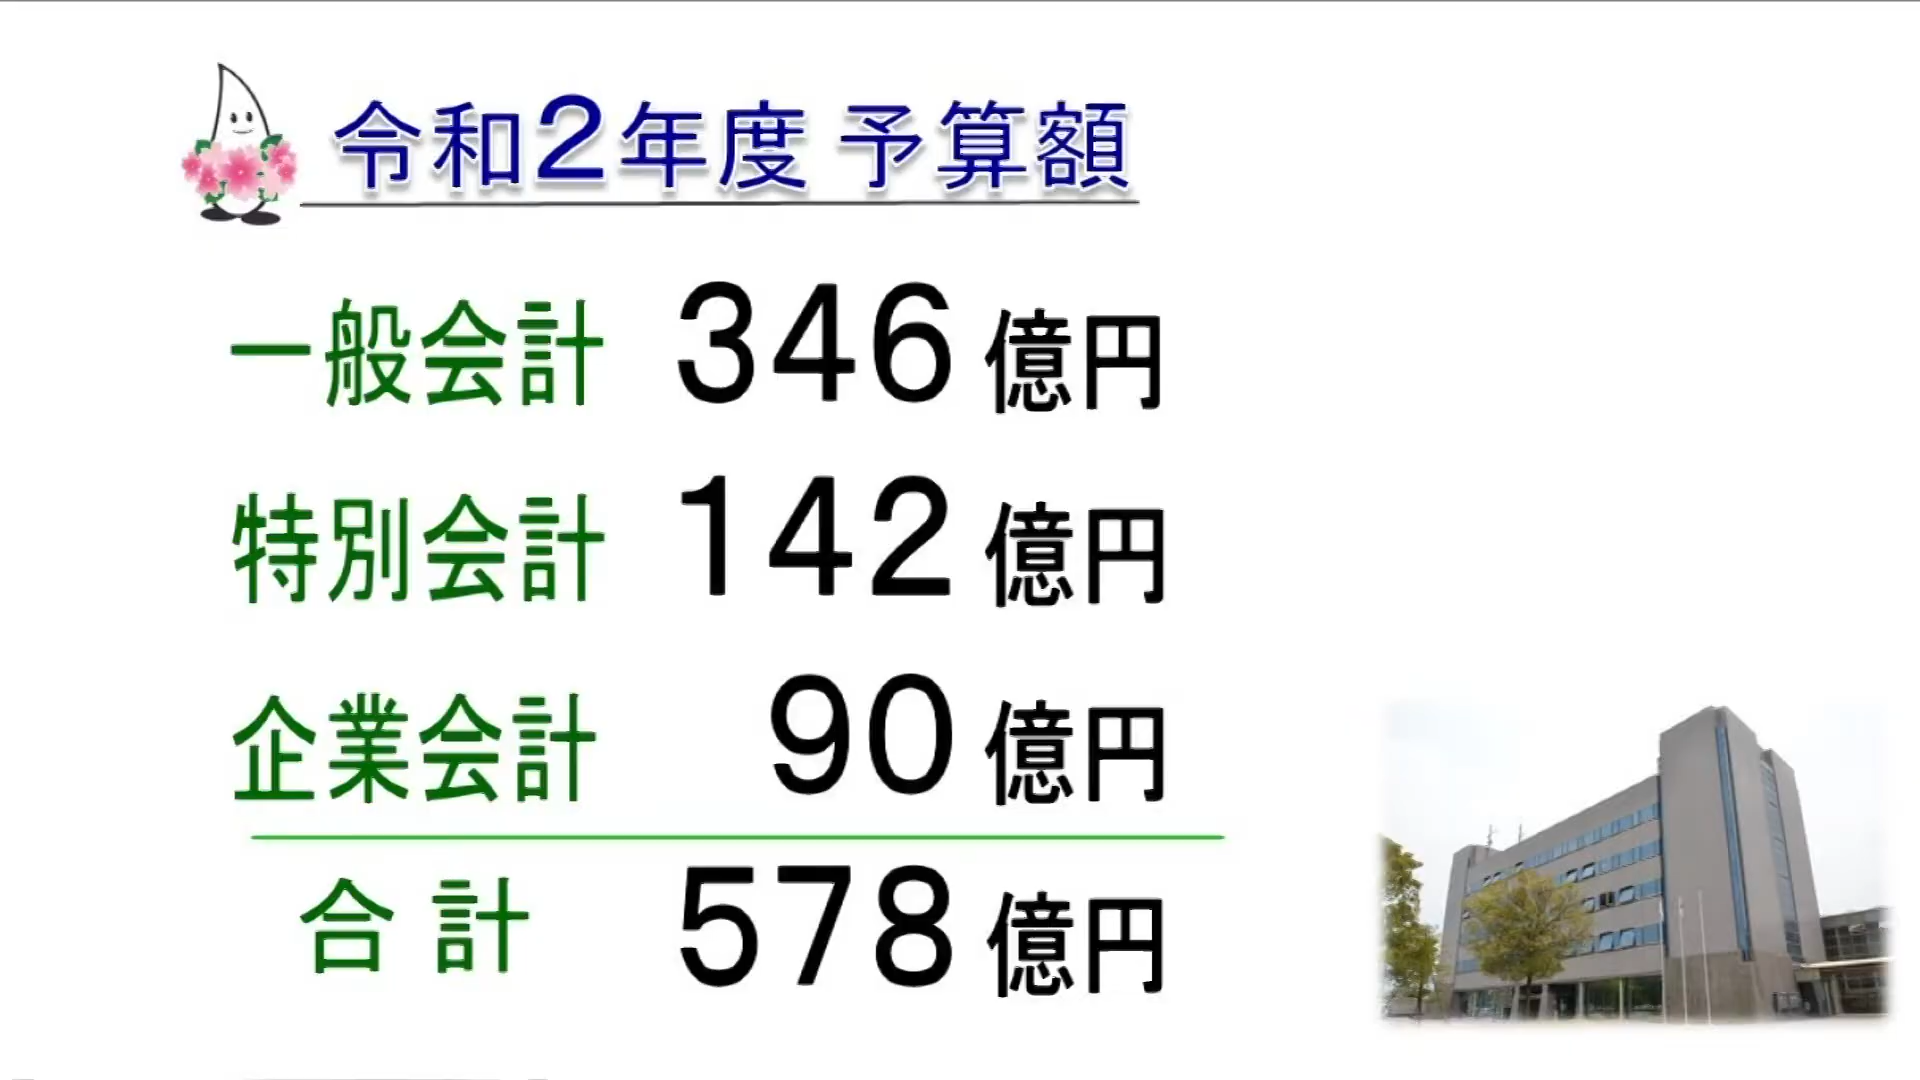 令和2年度 予算額
一般会計 346億円
特別会計 142億円
企業会計 90億円
合計 578億円